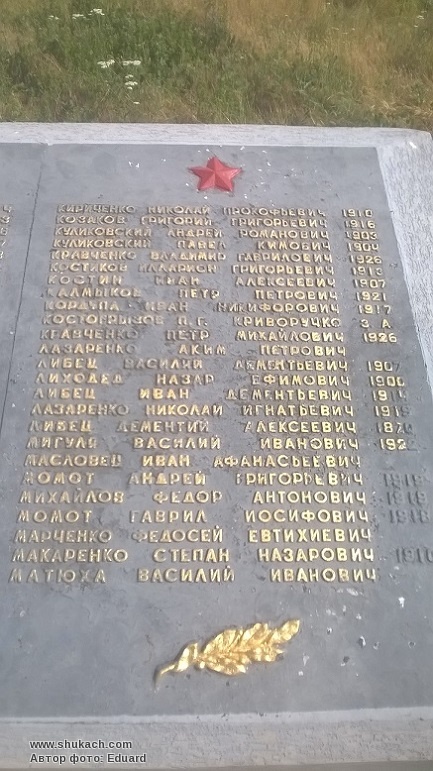 КИРИЧЕНКО НИКОЛАЙ ПРОКОФЬЕВИЧ 1910
КОЗАКОВ ГРИГОРИЙ ГРИГОРЬЕВИЧ 1916
КУЛИКОВСКИЙ АНДРЕЙ РОМАНОВИЧ 1903
КУЛИКОВСКИЙ ПАВЕЛ КИМОВИЧ 1904
КРАВЧЕНКО ВЛАДИМИР ГАВРИЛОВИЧ 1926
КОСТИКОВ ИЛЛАРИОН ГРИГОРЬЕВИЧ 1913
КОСТИН ИВАН АЛЕКСЕЕВИЧ 1907
КАЛМЫКОВ ПЕТР ПЕТРОВИЧ 1921
ИВАН НИКИФОРОВИЧ 1917
КОСТОГРЫЗОВ П. Г. КРИВОРУЧКО З А
КРАВЧЕНКО ПЕТР МИХАЙЛОВИЧ 1926
ЛАЗАРЕНКО АКИМ ПЕТРОВИЧ
ЛИБЕЦ ВАСИЛИЙ ДЕМЕНТЬЕВИЧ
ЛИХОДЕД НАЗАР ЕФИМОВИЧ 1900
ЛИБЕЦ ИВАН ДЕМЕНТЬЕВИЧ
ЛАЗАРЕНКО НИКОЛАЙ ИГНАТЬЕВИЧ
ЛИБЕЦ ДЕМЕНТИЙ АЛЕКСЕЕВИЧ
МИГУЛЯ ВАСИЛИЙ ИВАНОВИЧ
МАСЛОВЕЦ ИВАН АФАНАСЬЕВИЧ
МОМОТ АНДРЕЙ ГРИГОРЬЕВИЧ
МИХАЙЛОВ ФЕДОР АНТОНОВИЧ
МОМОТ ГАВРИЛ ИОСИФОВИЧ
МАРЧЕНКО ФЕДОСЕЙ ЕВТИХИЕВИЧ
МАКАРЕНКО СТЕПАН НАЗАРОВИЧ
МАТЮХА ВАСИЛИЙ ИВАНОВИЧ
www.shukach.com
Автор фото: Eduard